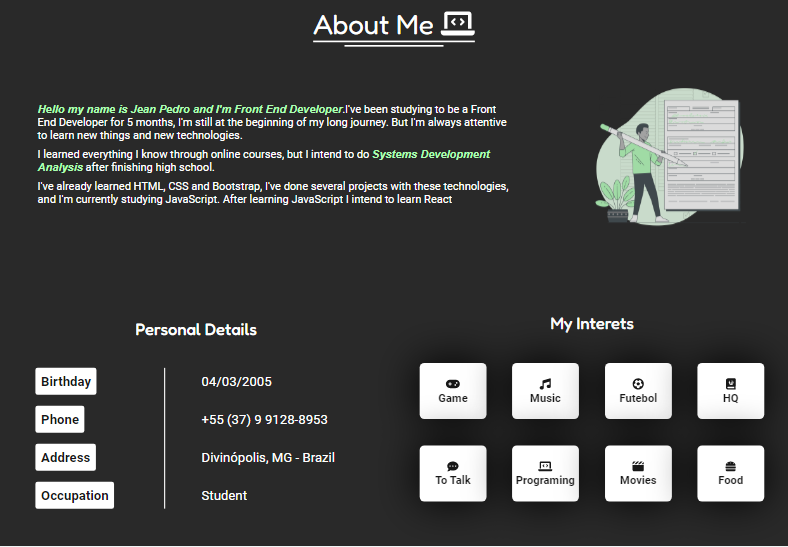 About Me
Hello my name is Jean Pedro and I'm Front End Developer.I've been studying to be a Front
End Developer for 5 months, I'm still at the beginning of my long journey. But I'm always attentive
to learn new things and new technologies.
I learned everything I know through online courses, but I intend to do Systems Development
Analysis after finishing high school.
I've already learned HTML, CSS and Bootstrap, I've done several projects with these technologies,
and I'm currently studying JavaScript. After learning JavaScript I intend to learn React
Personal Details
Birthday 04/03/2005
Phone +55 (37) 9 9128-8953
Address Divinópolis, MG - Brazil
Occupation Student
My Interets
Game Music Futebol HQ
To Talk Programing Movies Food